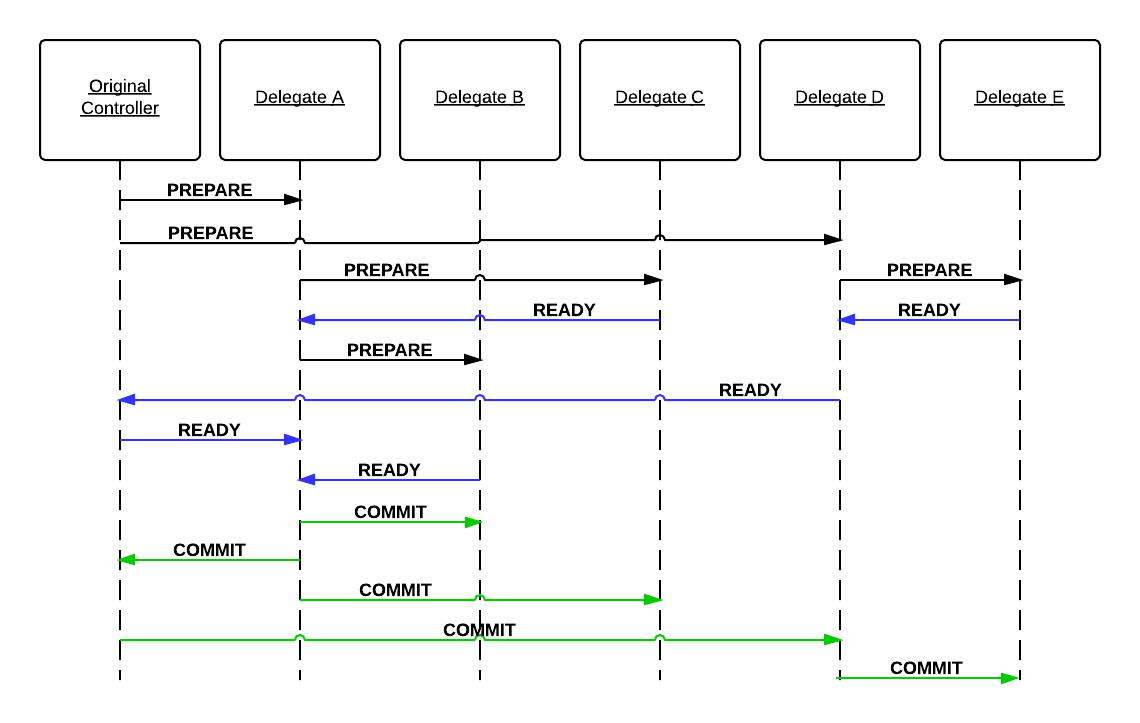 Original
Controller
Delegate A
Delegate B
Delegate C
Delegate D
Delegate E
PREPARE
PREPARE
PREPARE
PREPARE
READY
READY
PREPARE
READY
READY
READY
COMMIT
COMMIT
COMMIT
COMMIT
COMMIT